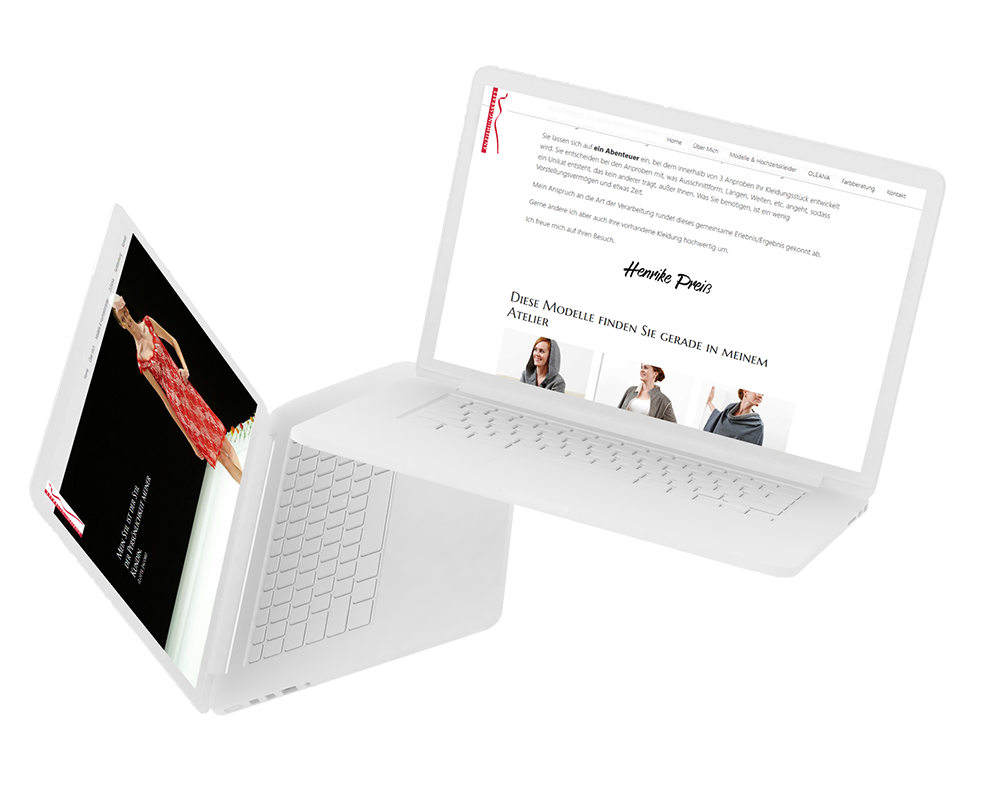 Home Über Mich Modelle & Hochzeitskleider OLEANA Farbberatung Kontakt
Sie lassen sich auf ein Abenteuer ein, bei dem innerhalb von 3 Anproben Ihr Kleidungsstück entwickelt
wird. Sie entscheiden bei den Anproben mit, was Ausschnittform, Längen, Weiten, etc. angeht, sodass
ein Unikat entsteht, das kein anderer trägt, außer Ihnen. Was Sie benötigen, ist ein wenig
Vorstellungsvermögen und etwas Zeit.
Mein Anspruch an die Art der Verarbeitung rundet dieses gemeinsame Erlebnis/Ergebnis gekonnt ab.
Gerne ändere ich aber auch Ihre vorhandene Kleidung hochwertig um.
Ich freue mich auf Ihren Besuch.
Henrike Preiß
Diese Modelle finden Sie gerade in meinem
Atelier
Mein Stil ist der Stil
der Persönlichkeit meiner
Kundin.